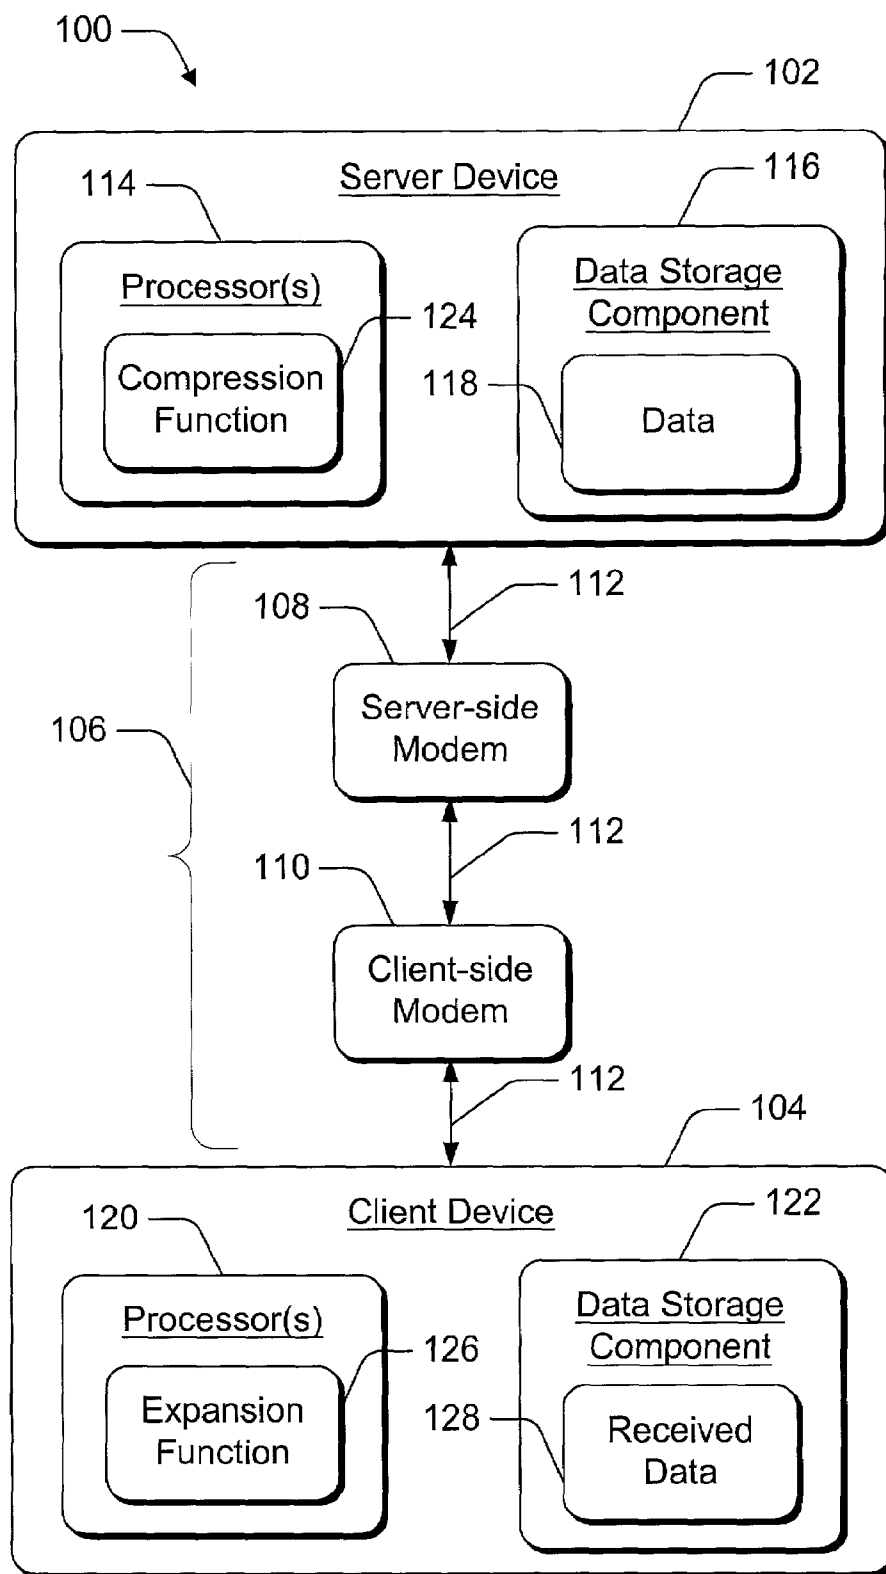 100
102
Server Device
114
116
Processor(s)
Data Storage
Component
124
Compression
Function
118
Data
112
108
Server-side
Modem
106
112
110
Client-side
Modem
112
104
Client Device
120
122
Processor(s)
Data Storage
Component
126
Expansion
Function
128
Received
Data